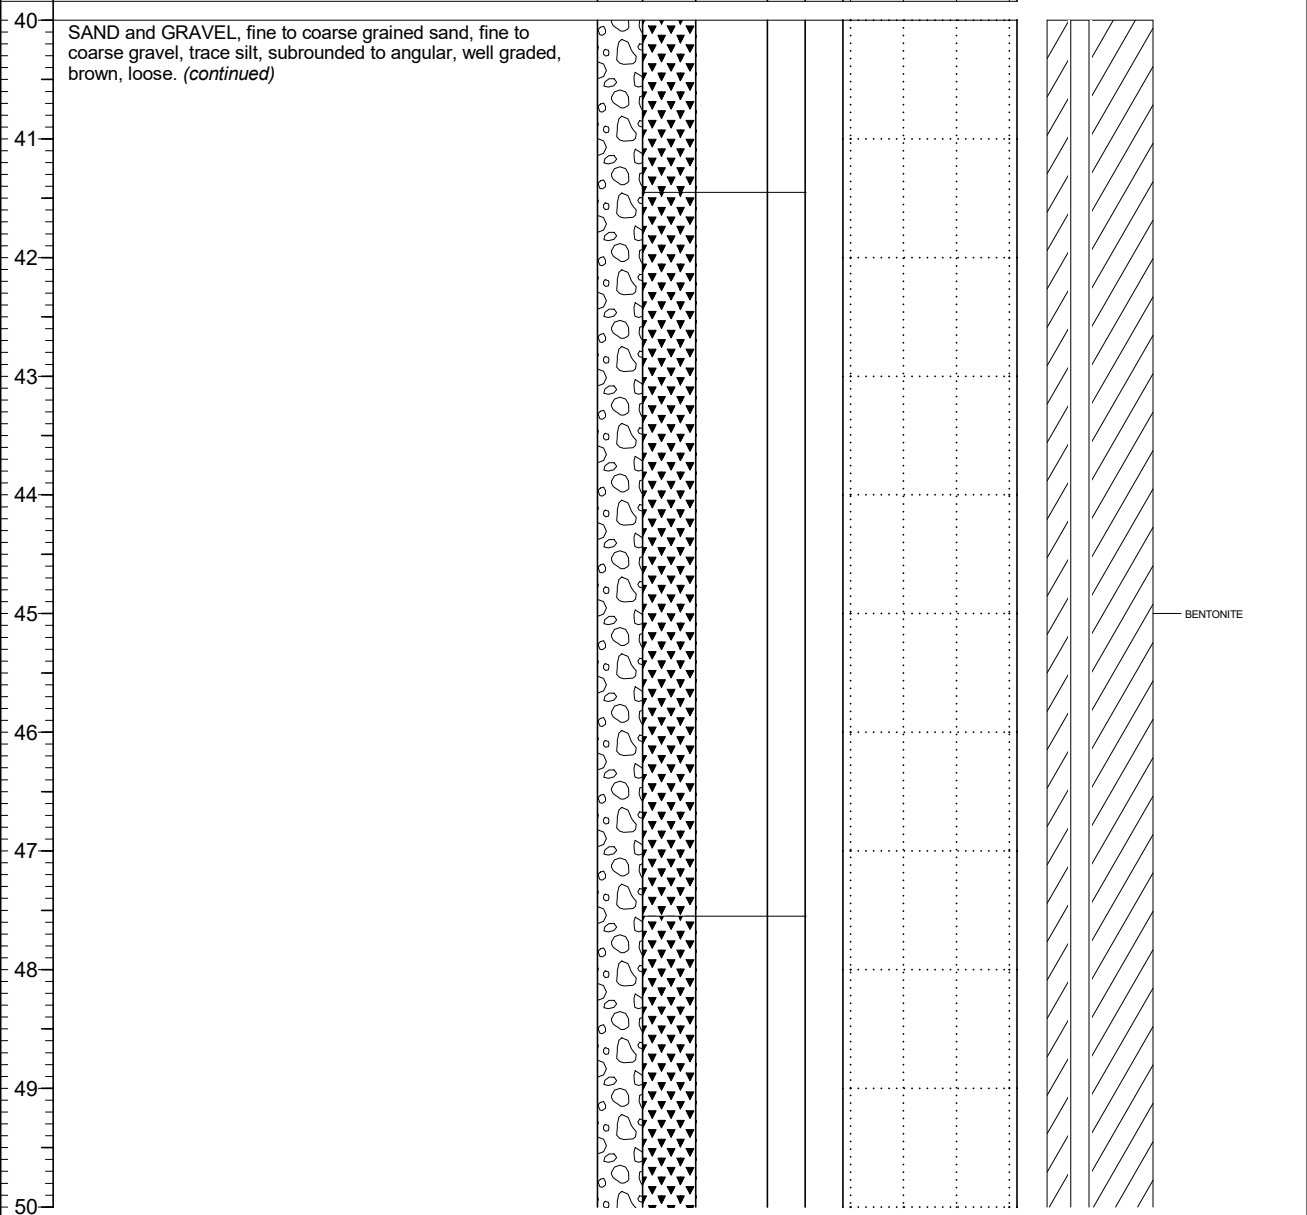 40
SAND and GRAVEL, fine to coarse grained sand, fine to
coarse gravel, trace silt, subrounded to angular, well graded,
brown, loose. (continued)
41
42
43
44
45
BENTONITE
46
47
48
49
50